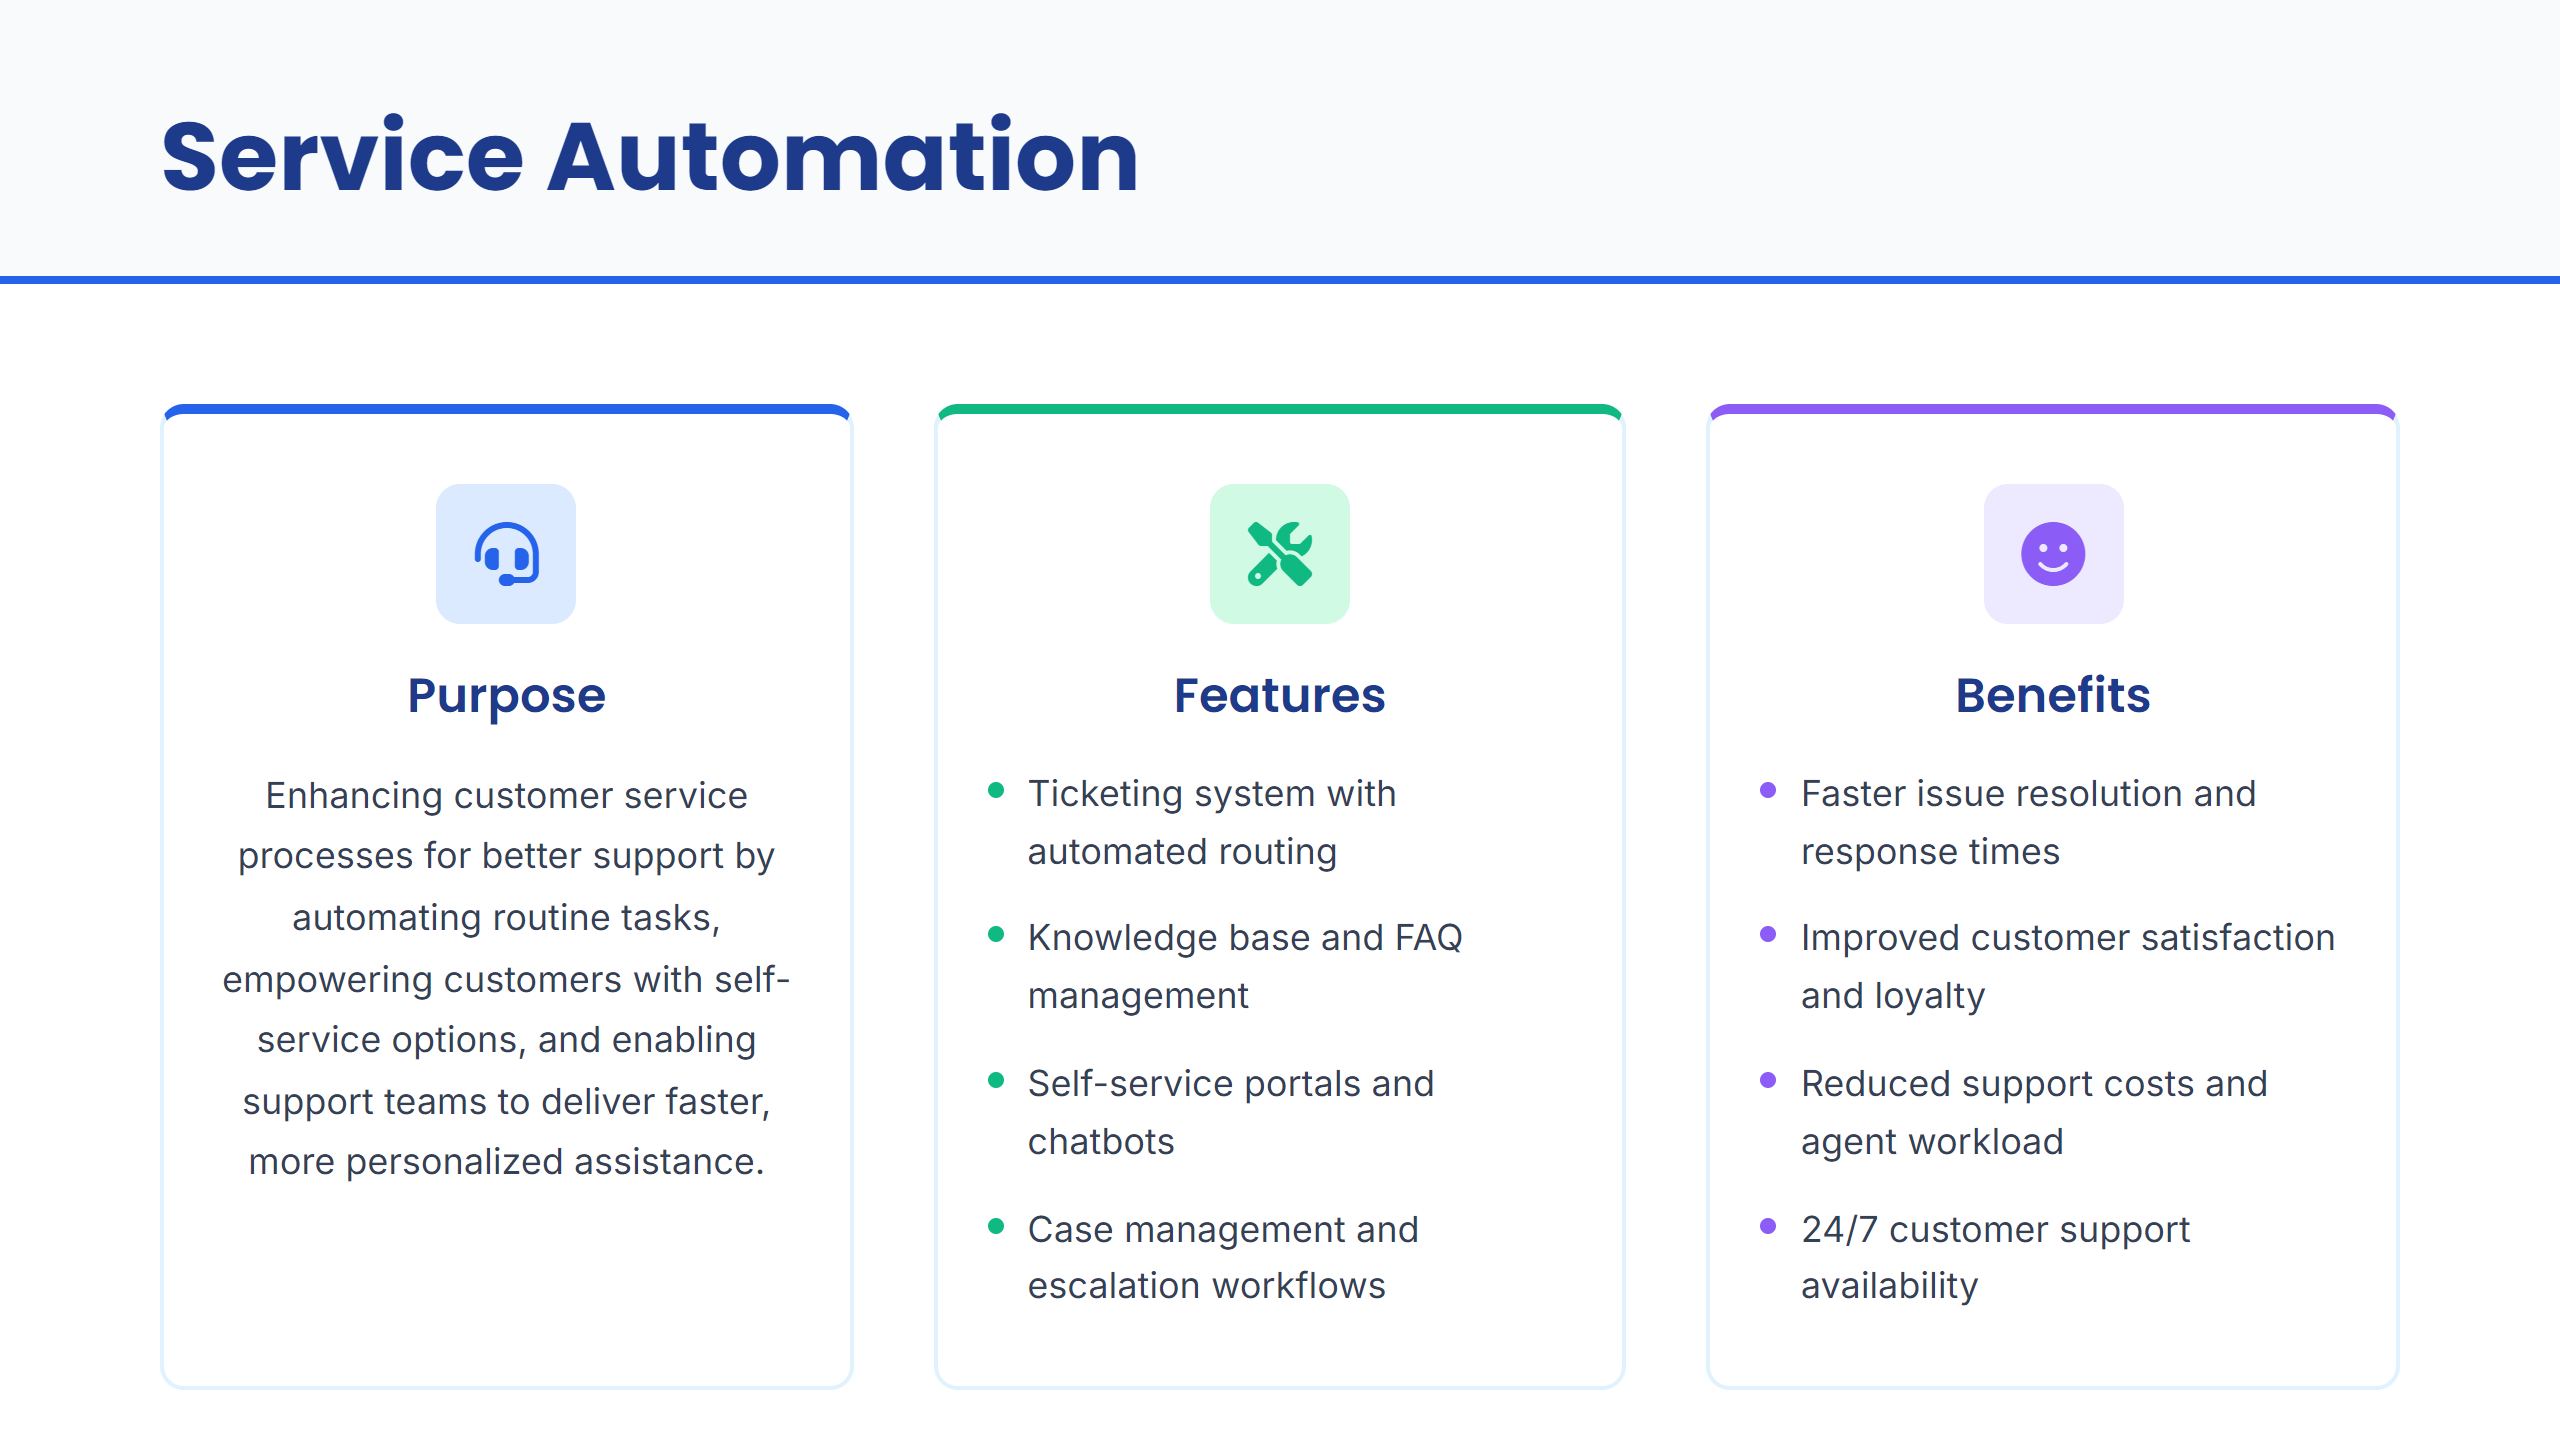 Service Automation
Purpose
Enhancing customer service
processes for better support by
automating routine tasks,
empowering customers with self-
service options, and enabling
support teams to deliver faster,
more personalized assistance.
Features
Ticketing system with
automated routing
Knowledge base and FAQ
management
Self-service portals and
chatbots
Case management and
escalation workflows
Benefits
Faster issue resolution and
response times
Improved customer satisfaction
and loyalty
Reduced support costs and
agent workload
24/7 customer support
availability